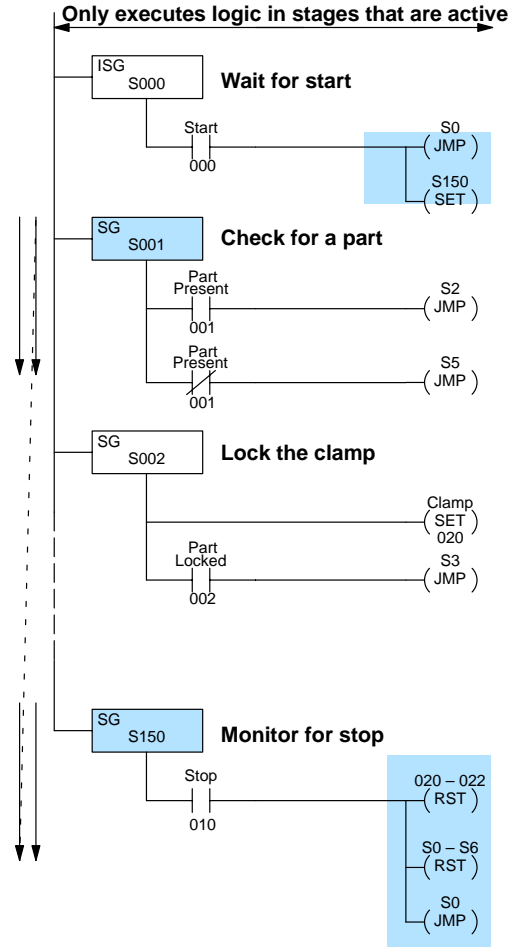 Only executes logic in stages that are active
ISG
S000
Wait for start
Start
000
S0
JMP
S150
SET
SG
S001
Check for a part
Part
Present
001
S2
JMP
Part
Present
001
S5
JMP
SG
S002
Lock the clamp
Clamp
SET
020
Part
Locked
002
S3
JMP
SG
S150
Monitor for stop
Stop
010
020 – 022
RST
S0 – S6
RST
S0
JMP